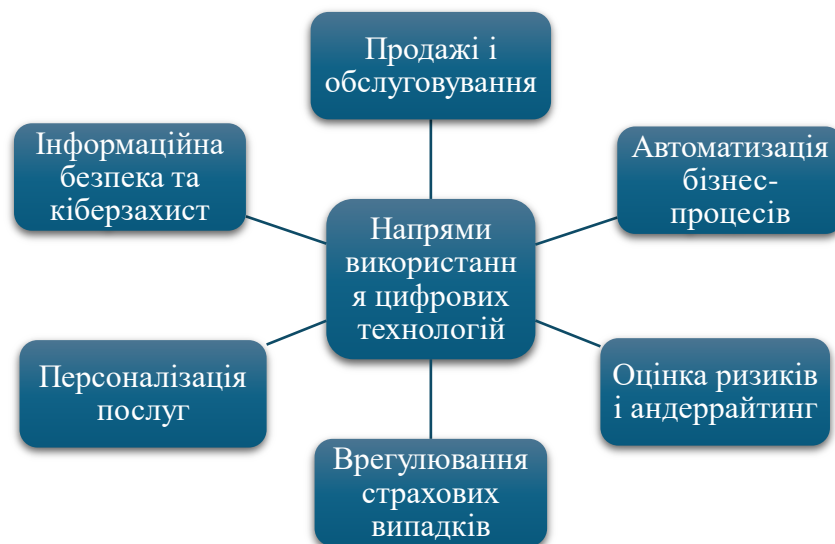 Продажі і
обслуговування
Інформаційна
безпека та
кіберзахист
Автоматизація
бізнес-
процесів
Напрями
використанн
я цифрових
технологій
Персоналізація
послуг
Оцінка ризиків
і андеррайтинг
Врегулювання
страхових
випадків